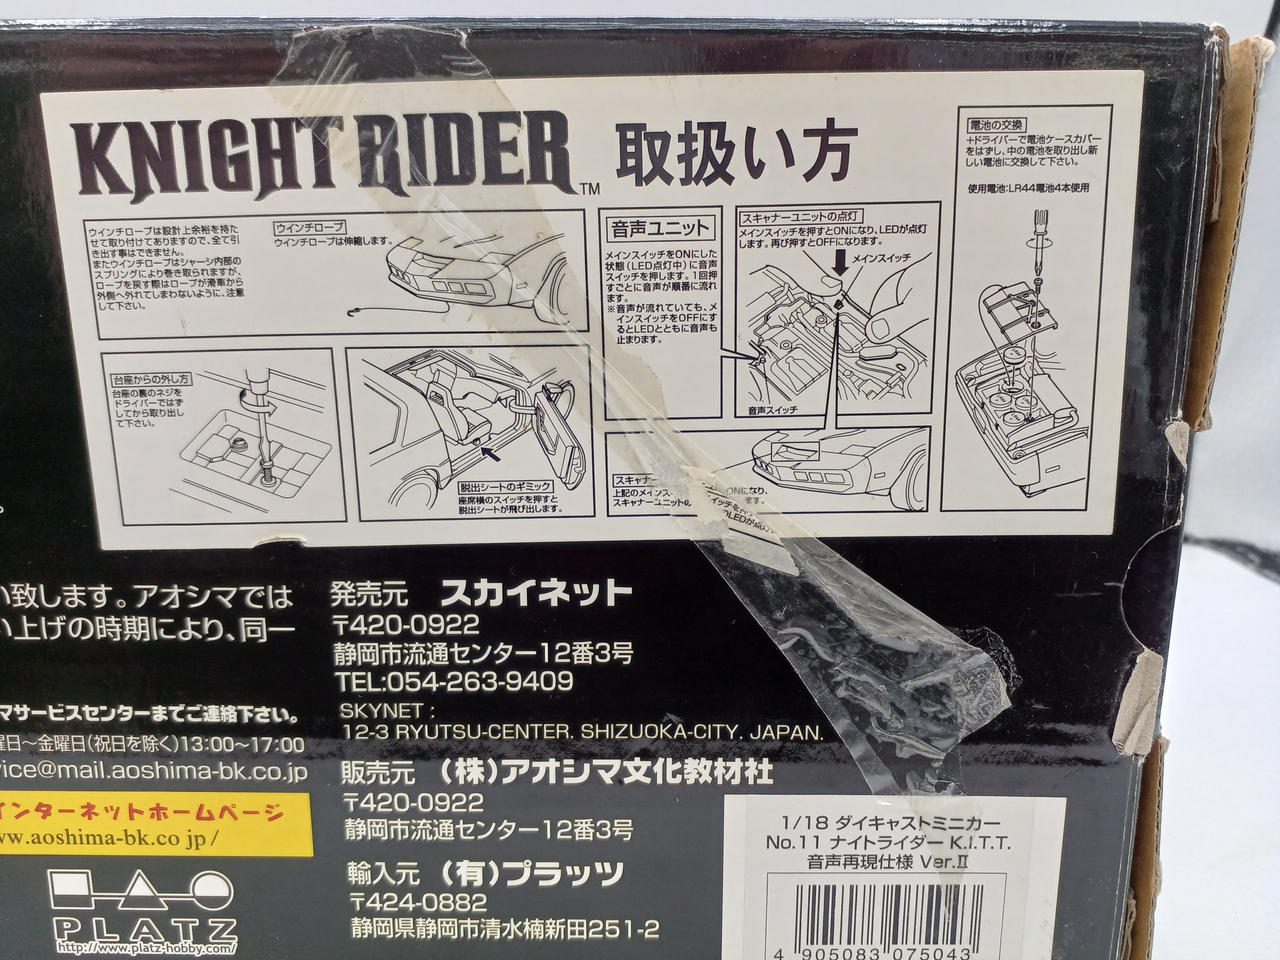 KNIGHT RIDER™ 取扱い方
ウインチロープは設計上余裕を持た
せて取り付けてありますので、全て引
き出す事はできません。
またウインチロープはシャーシ内部の
スプリングにより巻き取られますが、
ロープを戻す際はロープが滑車から
外側へ外れてしまわないように、注意
して下さい。
ウインチロープ
ウインチロープは伸縮します。
音声ユニット
メインスイッチをONにした
状態(LED点灯中)に音声
スイッチを押します。1回押
すごとに音声が順番に流れ
ます。
※音声が流れていても、メ
インスイッチをOFFにす
るとLEDとともに音声も
止まります。
スキャナーユニットの点灯
メインスイッチを押すとONになり、LEDが点灯
します。再び押すとOFFになります。
メインスイッチ
音声スイッチ
電池の交換
+ドライバーで電池ケースカバー
をはずし、中の電池を取り出し新
しい電池に交換して下さい。
使用電池:LR44電池4本使用
台座からの外し方
台座の裏のネジを
ドライバーではず
してから取り出し
て下さい。
脱出シートのギミック
座席横のスイッチを押すと
脱出シートが飛び出します。
スキャナー
上記のメインス
ONになり、
スキャナーユニットの
ます。
い致します。アオシマでは
い上げの時期により、同一
マサービスセンターまでご連絡下さい。
曜日～金曜日(祝日を除く)13:00～17:00
vice@mail.aoshima-bk.co.jp
インターネットホームページ
ww.aoshima-bk.co.jp/
PLATZ
http://www.platz-hobby.com/
発売元 スカイネット
〒420-0922
静岡市流通センター12番3号
TEL:054-263-9409
SKYNET ;
12-3 RYUTSU-CENTER. SHIZUOKA-CITY. JAPAN.
販売元 (株)アオシマ文化教材社
〒420-0922
静岡市流通センター12番3号
輸入元 (有)プラッツ
〒424-0882
静岡県静岡市清水楠新田251-2
1/18 ダイキャストミニカー
No.11 ナイトライダー K.I.T.T.
音声再現仕様 Ver.Ⅱ
4 905083 075043